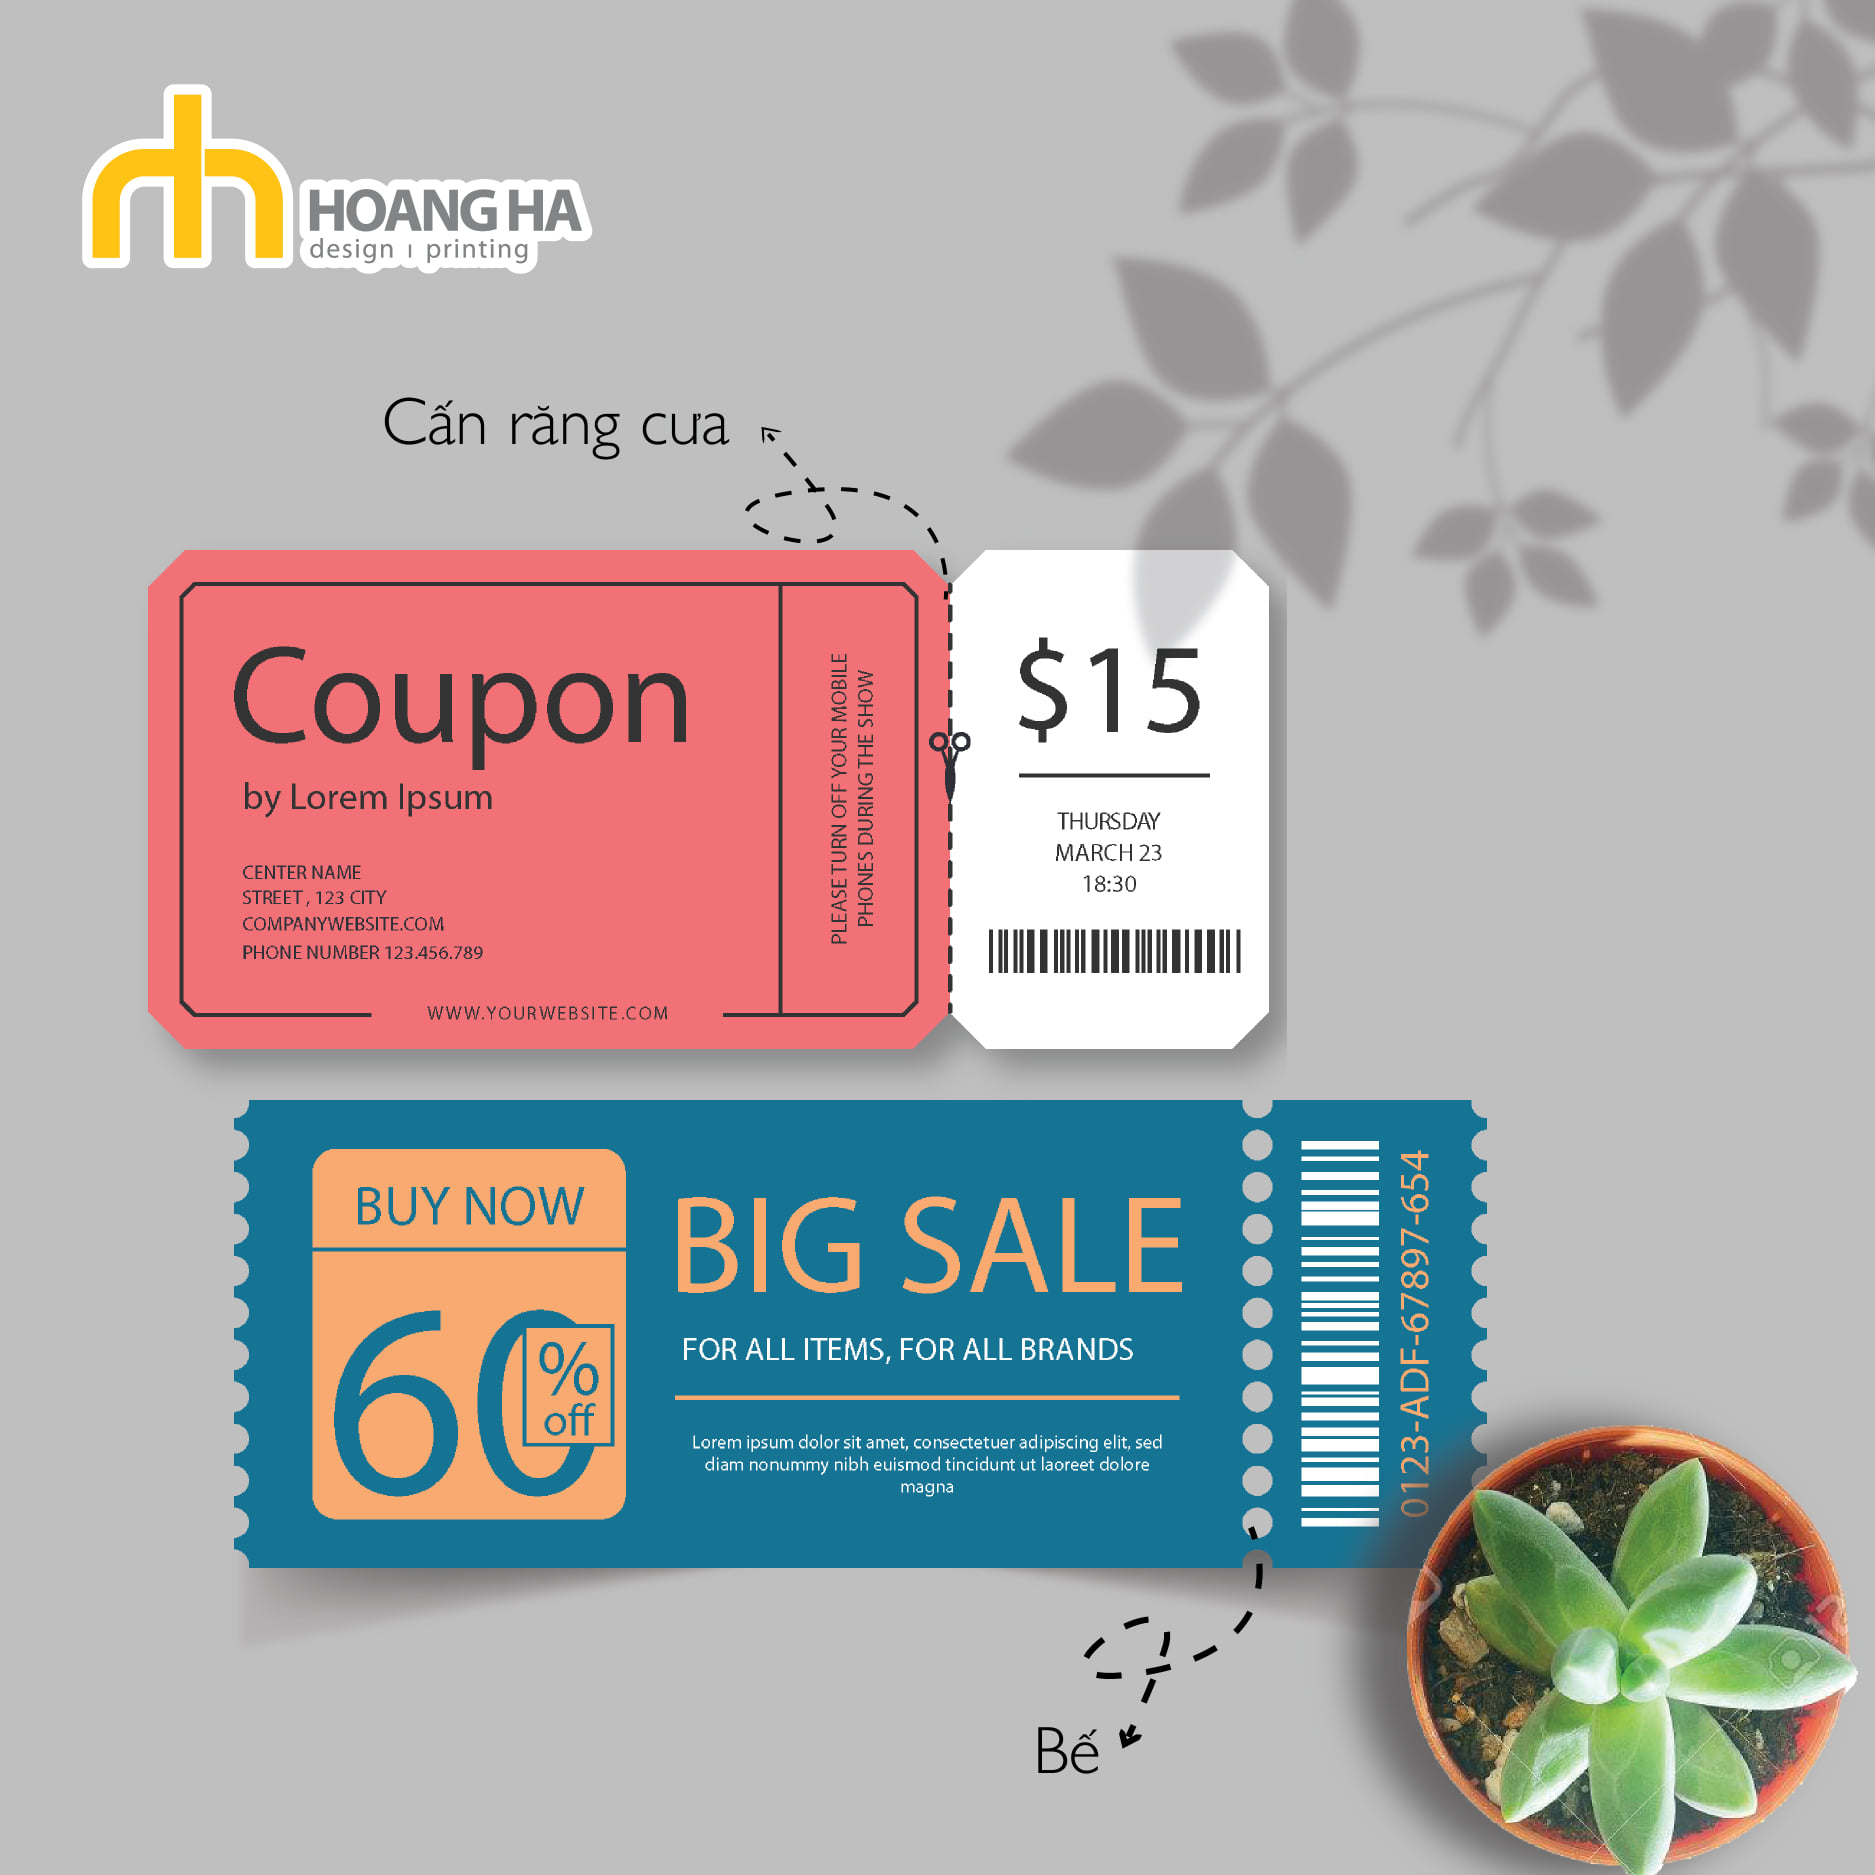 HOANG HA
design | printing
Cấn răng cưa
Coupon
by Lorem Ipsum
CENTER NAME
STREET , 123 CITY
COMPANYWEBSITE.COM
PHONE NUMBER 123.456.789
WWW.YOURWEBSITE.COM
PLEASE TURN OFF YOUR MOBILE
PHONES DURING THE SHOW
$15
THURSDAY
MARCH 23
18:30
BUY NOW
60
%
off
BIG SALE
FOR ALL ITEMS, FOR ALL BRANDS
Lorem ipsum dolor sit amet, consectetuer adipiscing elit, sed
diam nonummy nibh euismod tincidunt ut laoreet dolore
magna
0123-ADF-67897-654
Bế